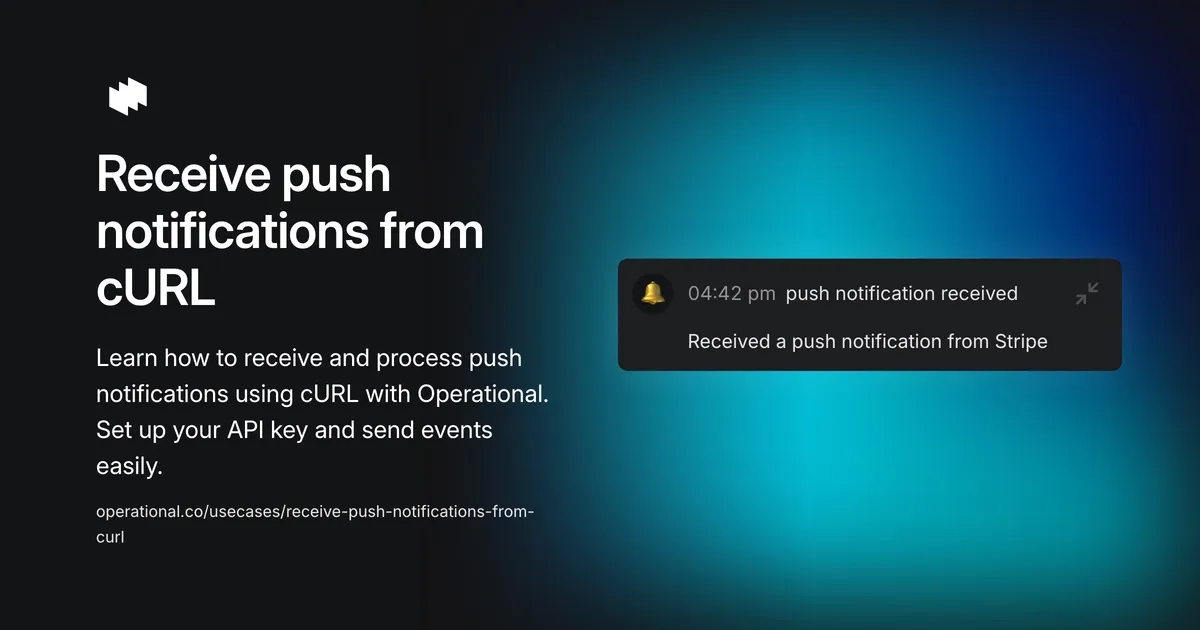 Receive push
notifications from
cURL
Learn how to receive and process push
notifications using cURL with Operational.
Set up your API key and send events
easily.
operational.co/usecases/receive-push-notifications-from-
curl
04:42 pm push notification received
Received a push notification from Stripe